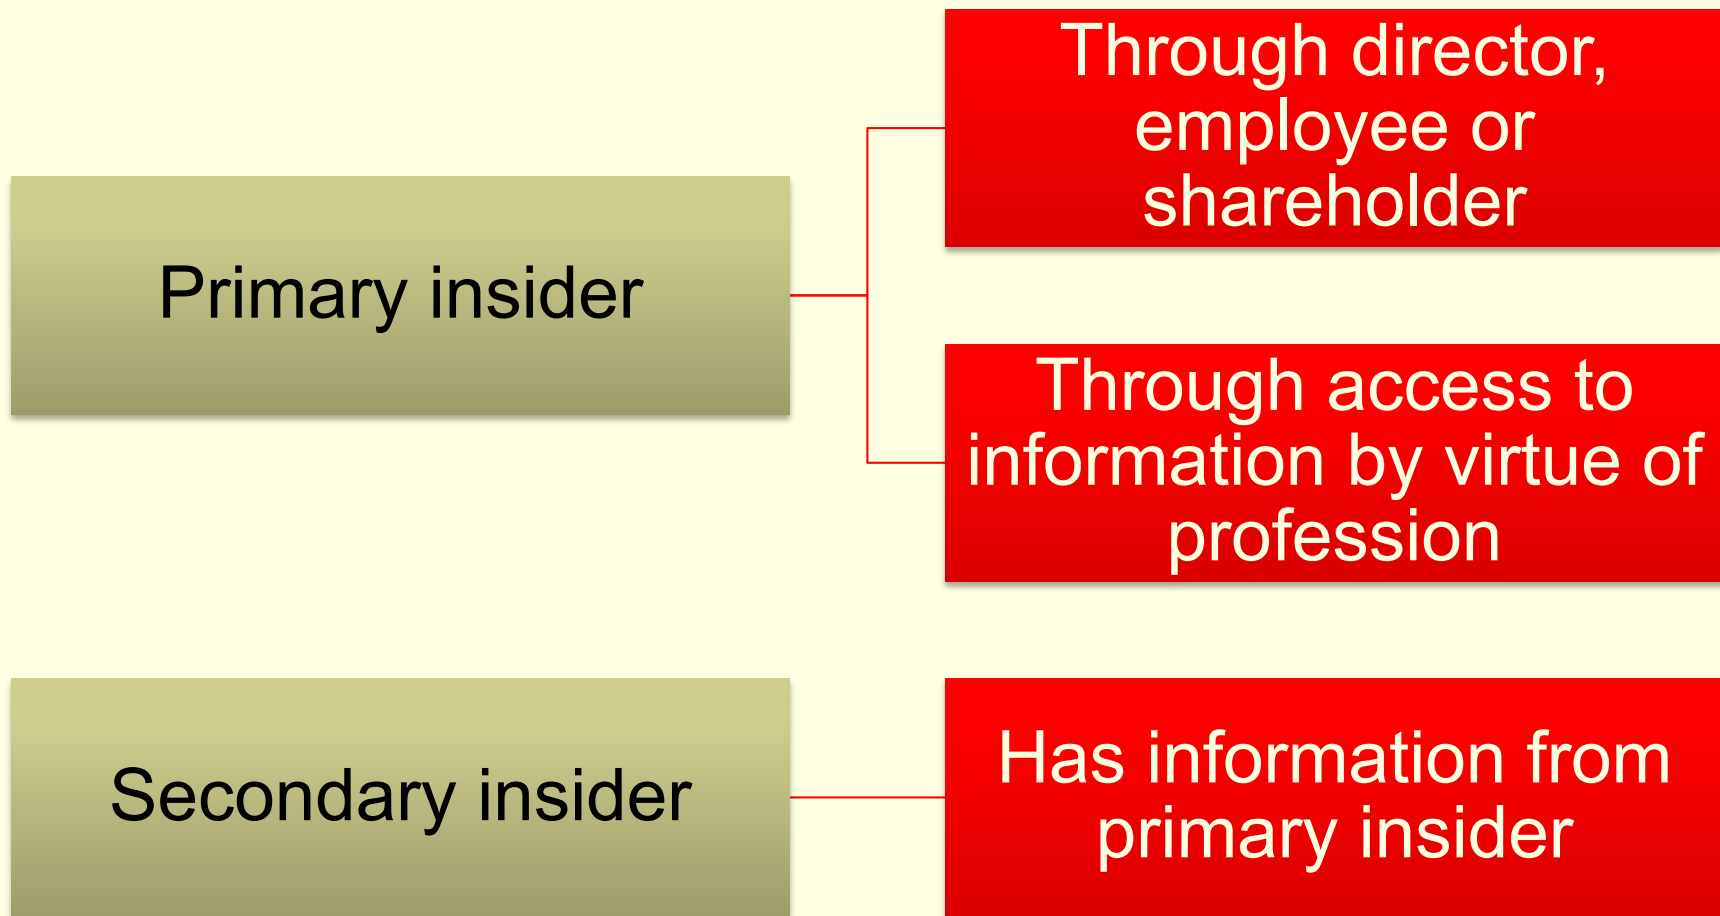 Through director,
employee or
shareholder
Primary insider
Through access to
information by virtue of
profession
Secondary insider
Has information from
primary insider